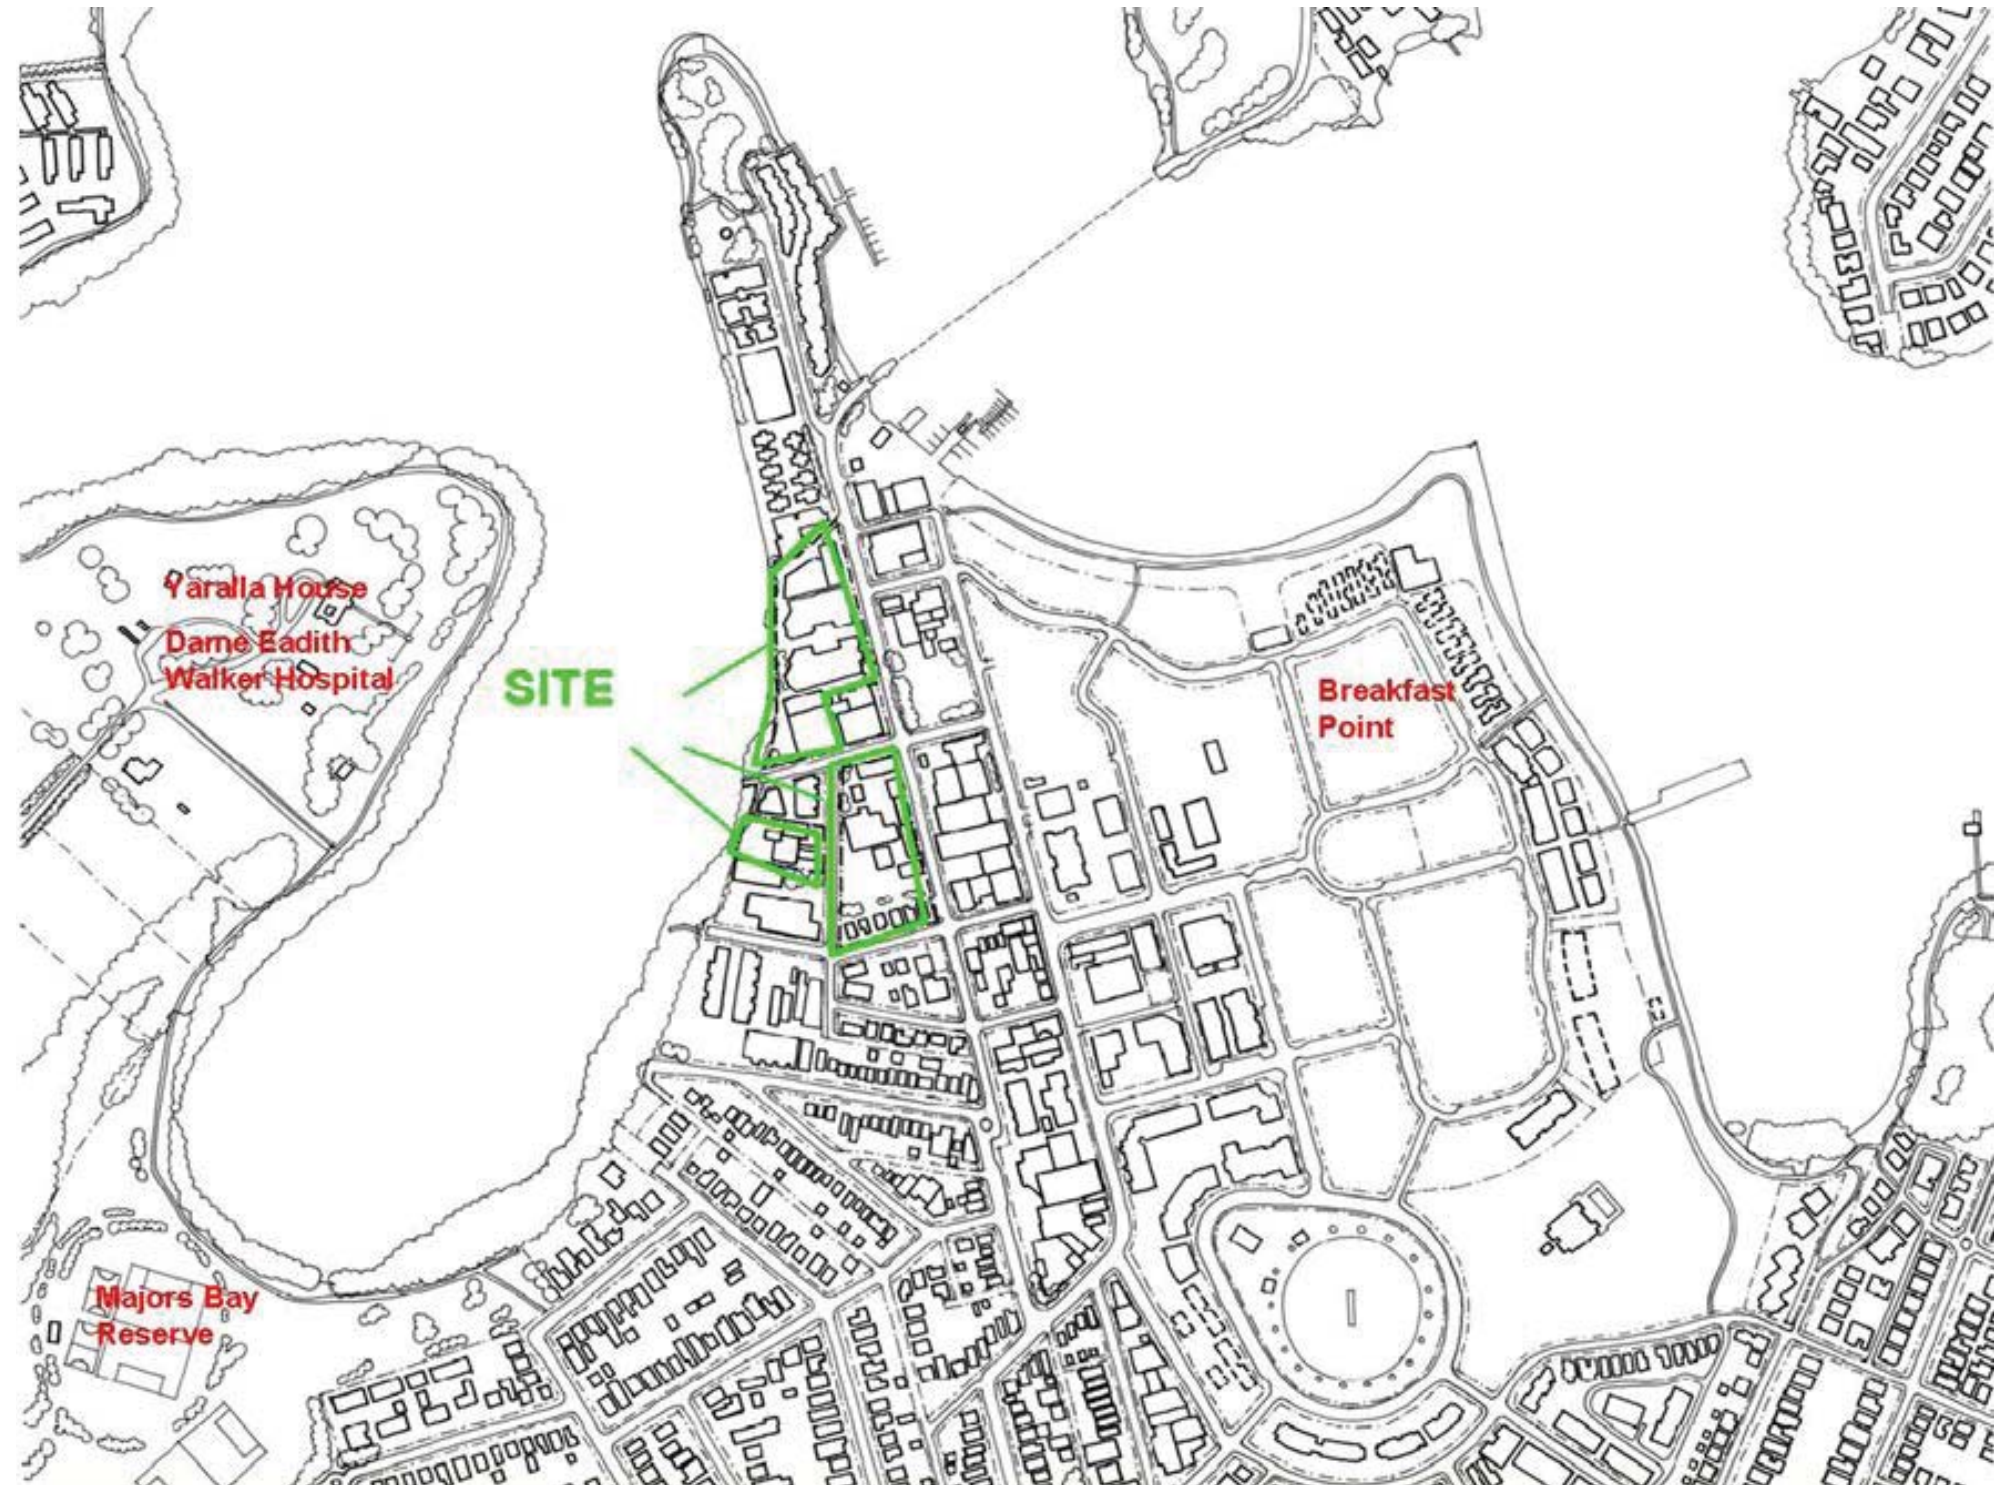 Yaralla House
Dame Eadith
Walker Hospital
SITE
Breakfast
Point
Majors Bay
Reserve